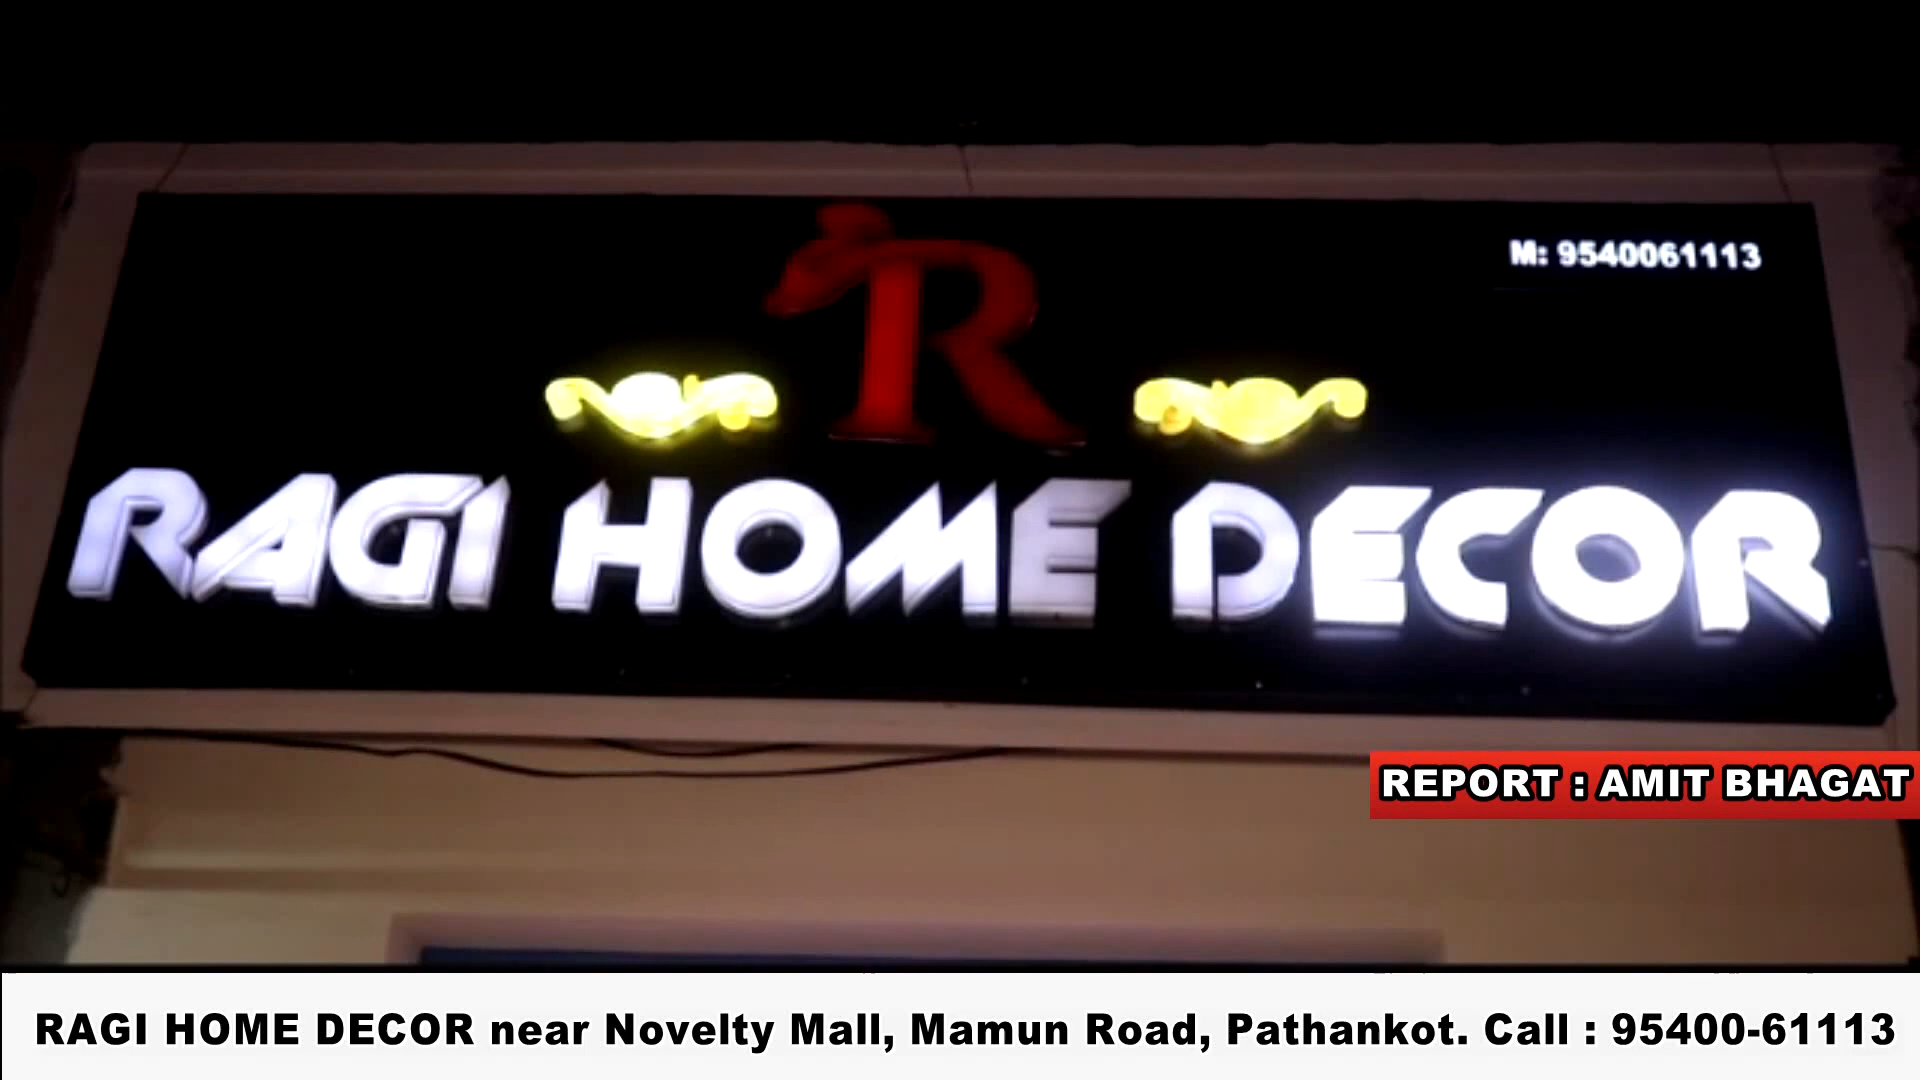 R
M: 9540061113
RAGI HOME DECOR
REPORT : AMIT BHAGAT
RAGI HOME DECOR near Novelty Mall, Mamun Road, Pathankot. Call : 95400-61113